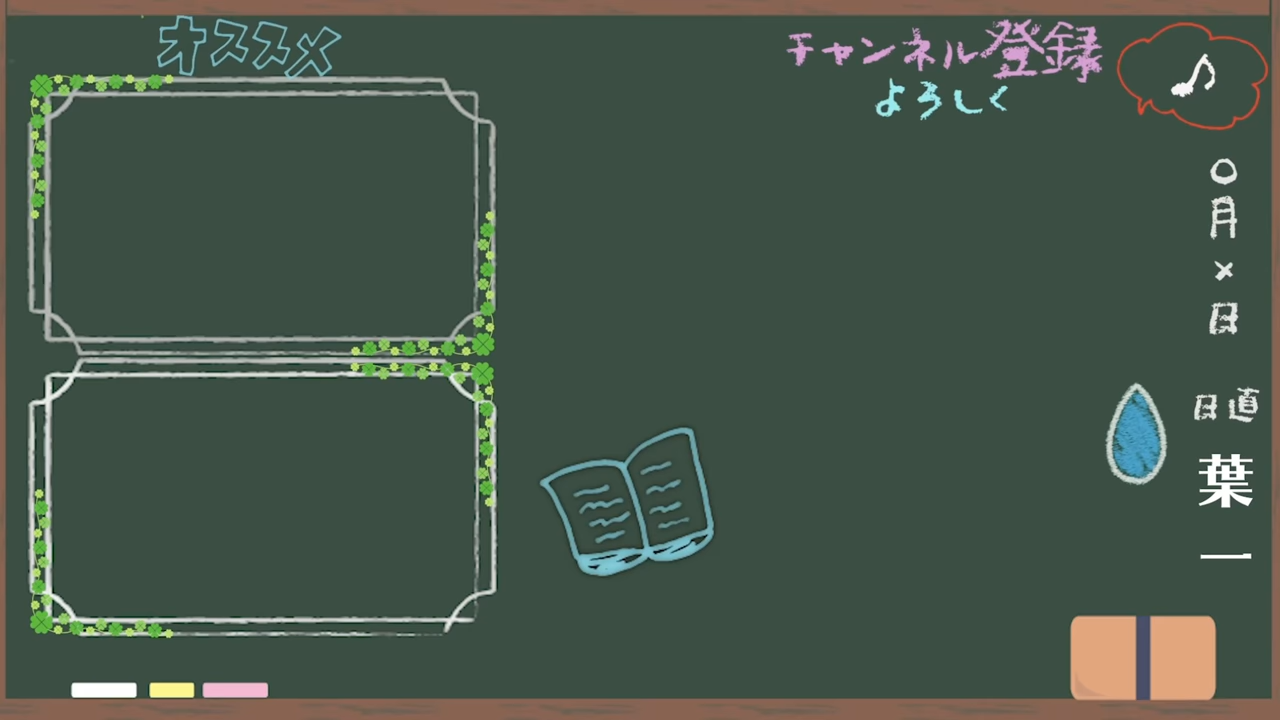 オススメ
チャンネル登録
よろしく
○月×日
日直
葉一